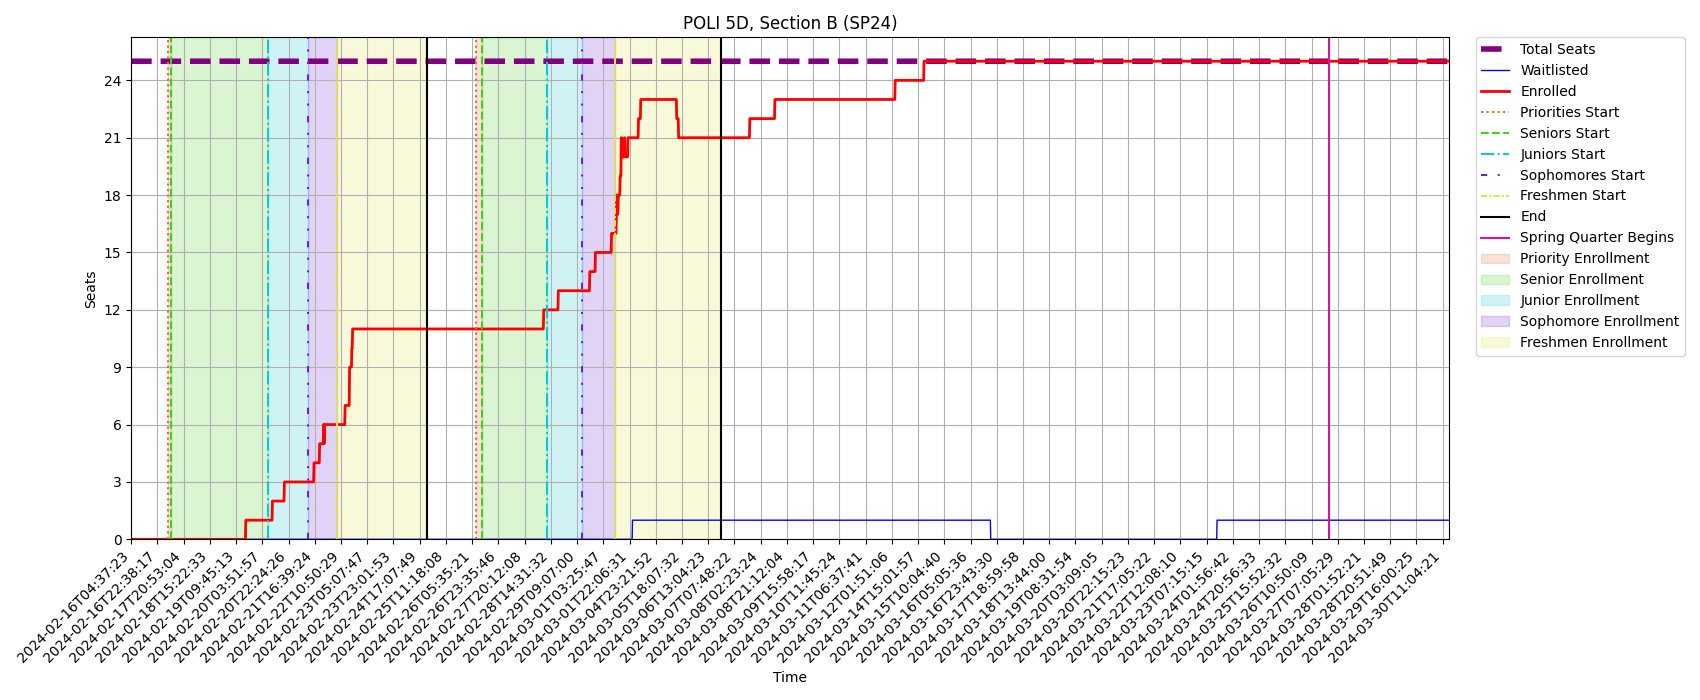 POLI 5D, Section B (SP24)
Total Seats
Waitlisted
Enrolled
Priorities Start
Seniors Start
Juniors Start
Sophomores Start
Freshmen Start
End
Spring Quarter Begins
Priority Enrollment
Senior Enrollment
Junior Enrollment
Sophomore Enrollment
Freshmen Enrollment
Seats
24
21
18
15
12
9
6
3
0
2024-02-16T04:37:23
2024-02-16T22:38:17
2024-02-17T20:53:04
2024-02-18T15:22:33
2024-02-19T09:45:13
2024-02-20T03:51:57
2024-02-20T22:24:26
2024-02-21T16:39:24
2024-02-22T10:50:29
2024-02-23T05:07:47
2024-02-23T23:01:53
2024-02-24T17:07:49
2024-02-25T11:18:08
2024-02-26T05:35:21
2024-02-26T23:35:46
2024-02-27T20:12:08
2024-02-28T14:31:32
2024-02-29T09:07:00
2024-03-01T03:25:47
2024-03-01T22:06:31
2024-03-04T23:21:52
2024-03-05T18:07:32
2024-03-06T13:04:23
2024-03-07T07:48:22
2024-03-08T02:23:24
2024-03-08T21:12:04
2024-03-09T15:58:17
2024-03-10T11:45:24
2024-03-11T06:37:41
2024-03-12T01:51:06
2024-03-14T15:01:57
2024-03-15T10:04:40
2024-03-16T05:05:36
2024-03-16T23:43:30
2024-03-17T18:59:58
2024-03-18T13:44:00
2024-03-19T08:31:54
2024-03-20T03:09:05
2024-03-20T22:15:23
2024-03-21T17:05:22
2024-03-22T12:08:10
2024-03-23T07:15:15
2024-03-24T01:56:42
2024-03-24T20:56:33
2024-03-25T15:52:32
2024-03-26T10:50:09
2024-03-27T07:05:29
2024-03-28T01:52:21
2024-03-28T20:51:49
2024-03-29T16:00:25
2024-03-30T11:04:21
Time